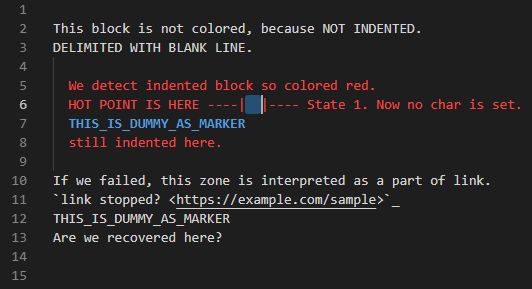 1
2 This block is not colored, because NOT INDENTED.
3 DELIMITED WITH BLANK LINE.
4
5 We detect indented block so colored red.
6 HOT POINT IS HERE ----|  |---- State 1. Now no char is set.
7 THIS_IS_DUMMY_AS_MARKER
8 still indented here.
9
10 If we failed, this zone is interpreted as a part of link.
11 `link stopped? <https://example.com/sample>`_
12 THIS_IS_DUMMY_AS_MARKER
13 Are we recovered here?
14
15